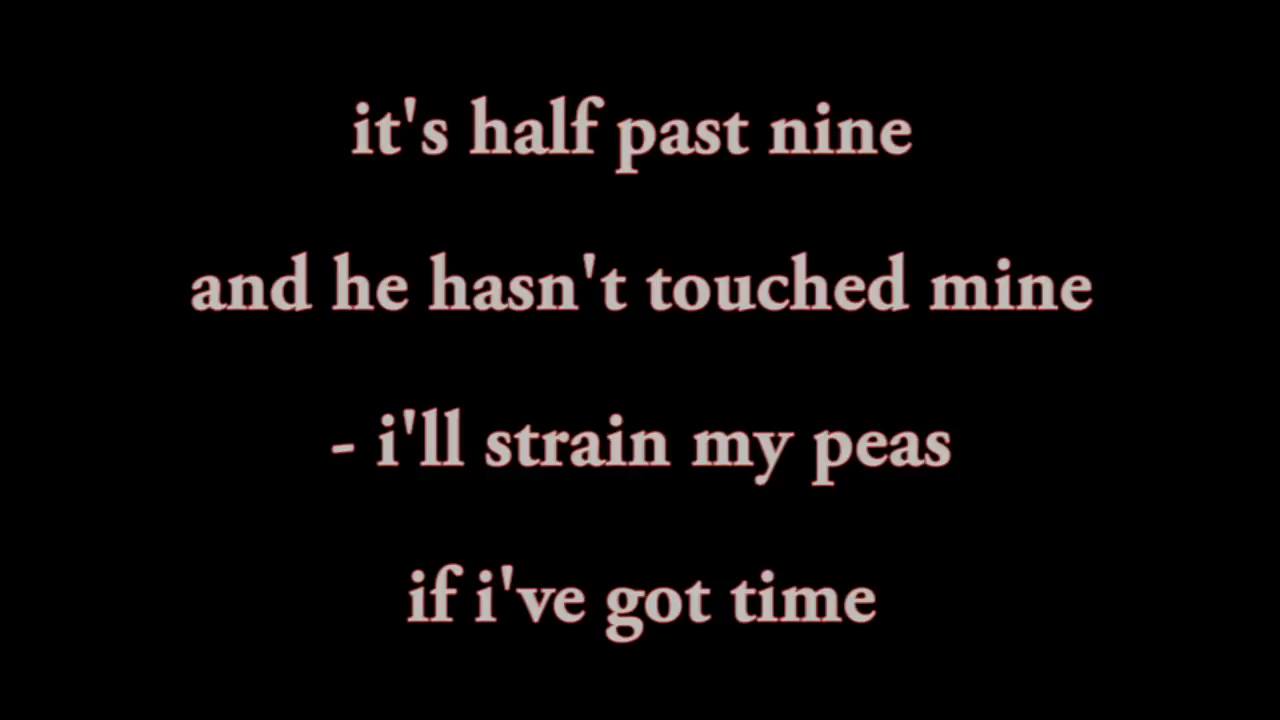 it's half past nine
and he hasn't touched mine
- i'll strain my peas
if i've got time